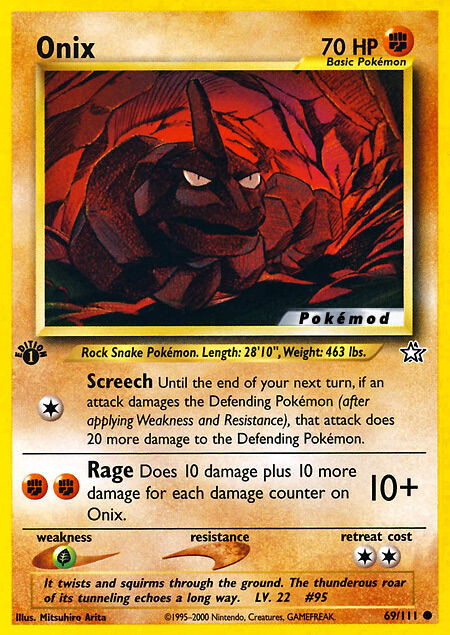 Onix
70 HP
Basic Pokémon
Pokémod
EDITION
1
Rock Snake Pokémon. Length: 28'10", Weight: 463 lbs.
Screech Until the end of your next turn, if an
attack damages the Defending Pokémon (after
applying Weakness and Resistance), that attack does
20 more damage to the Defending Pokémon.
Rage Does 10 damage plus 10 more
damage for each damage counter on
Onix.
10+
weakness
resistance
retreat cost
It twists and squirms through the ground. The thunderous roar
of its tunneling echoes a long way. LV. 22 #95
Illus. Mitsuhiro Arita
©1995-2000 Nintendo, Creatures, GAMEFREAK.
69/111